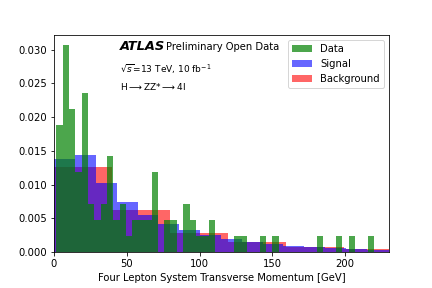 ATLAS Preliminary Open Data
√s=13 TeV, 10 fb⁻¹
H⟶ZZ*⟶4l
Data
Signal
Background
0.030
0.025
0.020
0.015
0.010
0.005
0.000
0 50 100 150 200
Four Lepton System Transverse Momentum [GeV]